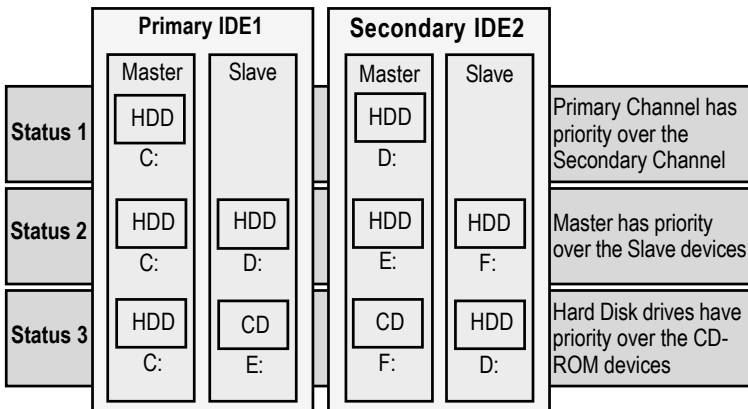 Primary IDE1
Secondary IDE2
Master
Slave
Master
Slave
Status 1
HDD
C:
HDD
D:
Primary Channel has
priority over the
Secondary Channel
Status 2
HDD
C:
HDD
D:
HDD
E:
HDD
F:
Master has priority
over the Slave devices
Status 3
HDD
C:
CD
E:
CD
F:
HDD
D:
Hard Disk drives have
priority over the CD-
ROM devices